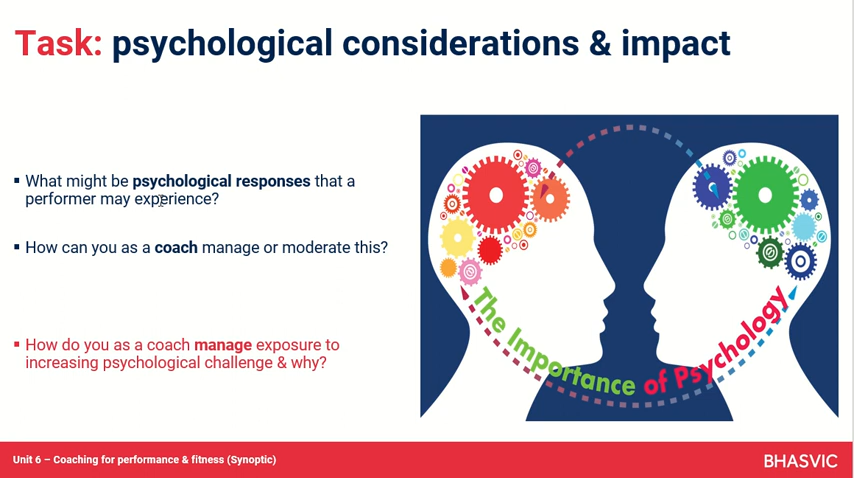 Task: psychological considerations & impact
▪ What might be psychological responses that a
performer may experience?
▪ How can you as a coach manage or moderate this?
▪ How do you as a coach manage exposure to
increasing psychological challenge & why?
The Importance of Psychology
Unit 6 – Coaching for performance & fitness (Synoptic)
BHASVIC